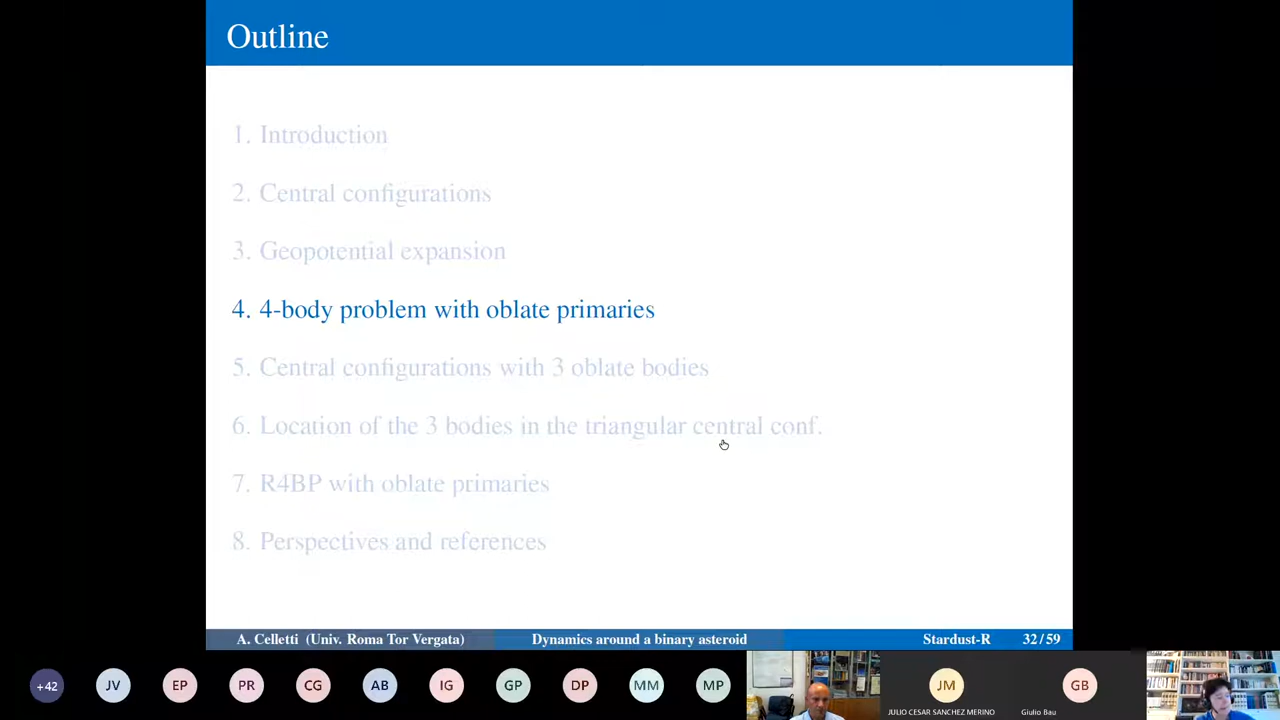 Outline
1. Introduction
2. Central configurations
3. Geopotential expansion
4. 4-body problem with oblate primaries
5. Central configurations with 3 oblate bodies
6. Location of the 3 bodies in the triangular central conf.
7. R4BP with oblate primaries
8. Perspectives and references
A. Celletti (Univ. Roma Tor Vergata) Dynamics around a binary asteroid Stardust-R 32 / 59
+42 JV EP PR CG AB IG GP DP MM MP JM GB
JULIO CESAR SANCHEZ MERINO Giulio Bau